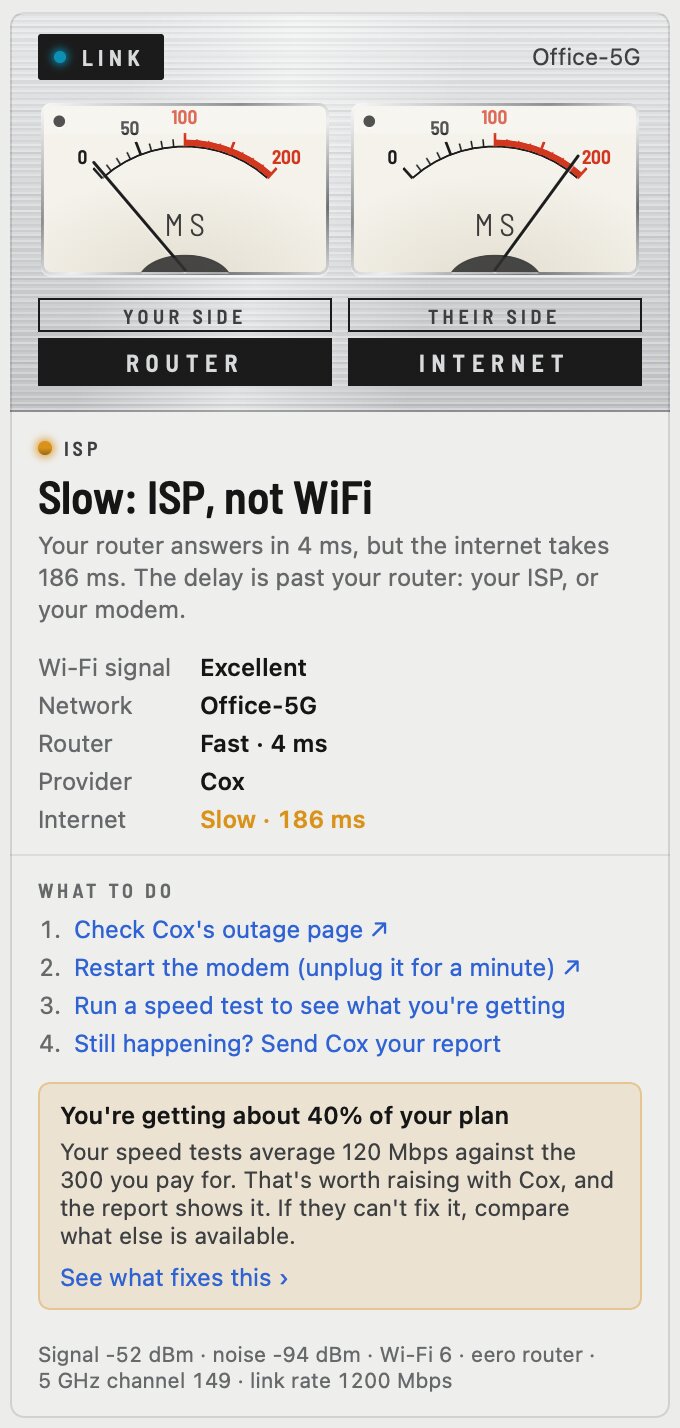 LINK
Office-5G
0 50 100 200
MS
0 50 100 200
MS
YOUR SIDE
ROUTER
THEIR SIDE
INTERNET
ISP
Slow: ISP, not WiFi
Your router answers in 4 ms, but the internet takes
186 ms. The delay is past your router: your ISP, or
your modem.
Wi-Fi signal Excellent
Network Office-5G
Router Fast · 4 ms
Provider Cox
Internet Slow · 186 ms
WHAT TO DO
1. Check Cox's outage page ↗
2. Restart the modem (unplug it for a minute) ↗
3. Run a speed test to see what you're getting
4. Still happening? Send Cox your report
You're getting about 40% of your plan
Your speed tests average 120 Mbps against the
300 you pay for. That's worth raising with Cox, and
the report shows it. If they can't fix it, compare
what else is available.
See what fixes this ›
Signal -52 dBm · noise -94 dBm · Wi-Fi 6 · eero router ·
5 GHz channel 149 · link rate 1200 Mbps